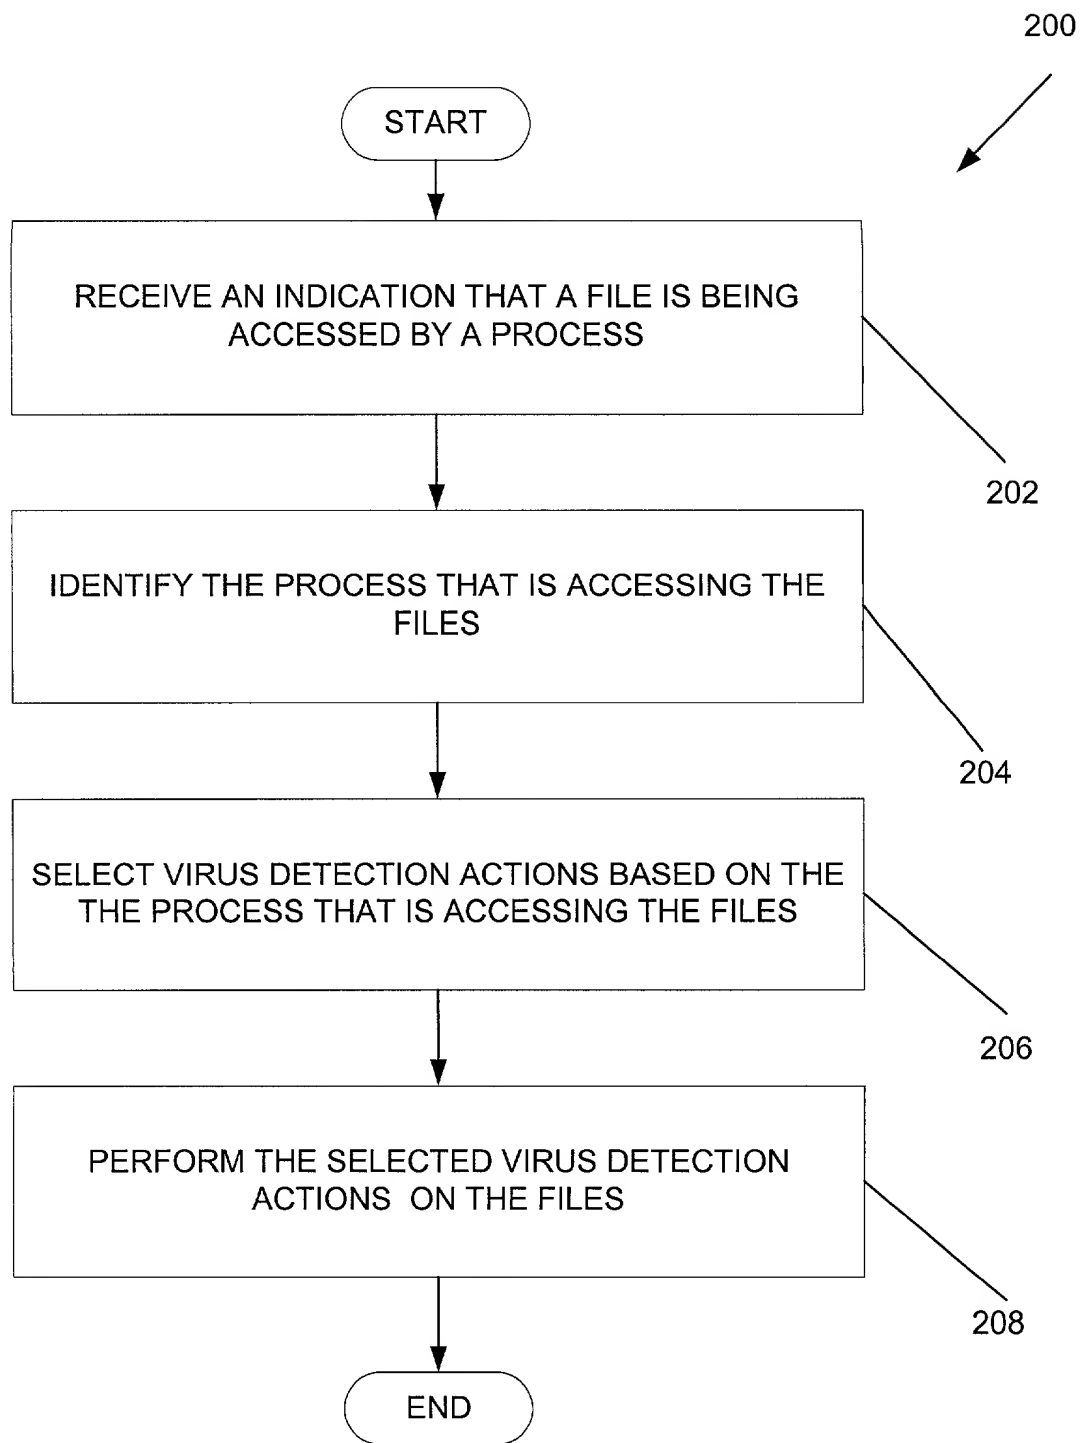 200
START
RECEIVE AN INDICATION THAT A FILE IS BEING
ACCESSED BY A PROCESS
202
IDENTIFY THE PROCESS THAT IS ACCESSING THE
FILES
204
SELECT VIRUS DETECTION ACTIONS BASED ON THE
THE PROCESS THAT IS ACCESSING THE FILES
206
PERFORM THE SELECTED VIRUS DETECTION
ACTIONS ON THE FILES
208
END